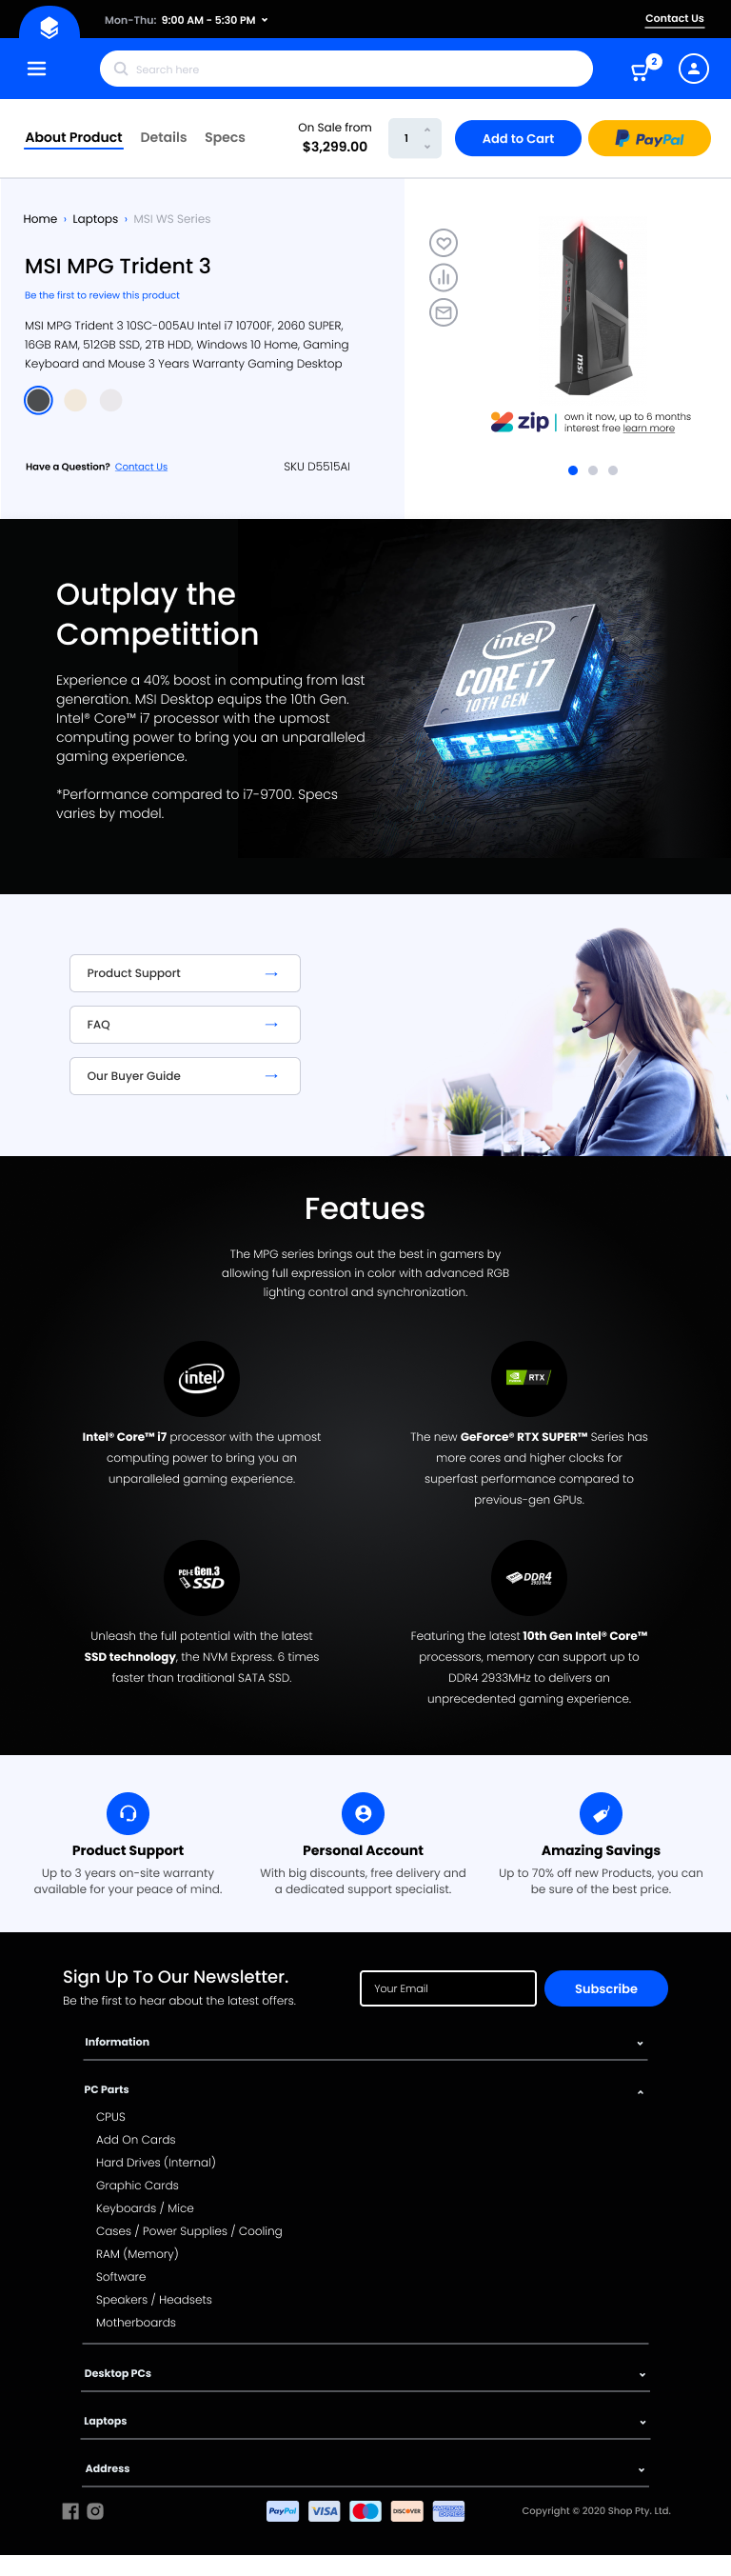 Mon-Thu: 9:00 AM - 5:30 PM
Contact Us
Search here
2
About Product
Details
Specs
On Sale from
$3,299.00
1
Add to Cart
PayPal
Home › Laptops › MSI WS Series
MSI MPG Trident 3
Be the first to review this product
MSI MPG Trident 3 10SC-005AU Intel i7 10700F, 2060 SUPER,
16GB RAM, 512GB SSD, 2TB HDD, Windows 10 Home, Gaming
Keyboard and Mouse 3 Years Warranty Gaming Desktop
Have a Question? Contact Us
SKU D5515AI
msi
zip
own it now, up to 6 months
interest free learn more
Outplay the
Competittion
Experience a 40% boost in computing from last
generation. MSI Desktop equips the 10th Gen.
Intel® Core™ i7 processor with the upmost
computing power to bring you an unparalleled
gaming experience.
*Performance compared to i7-9700. Specs
varies by model.
intel
CORE i7
10TH GEN
Product Support →
FAQ →
Our Buyer Guide →
Featues
The MPG series brings out the best in gamers by
allowing full expression in color with advanced RGB
lighting control and synchronization.
intel
Intel® Core™ i7 processor with the upmost
computing power to bring you an
unparalleled gaming experience.
RTX
The new GeForce® RTX SUPER™ Series has
more cores and higher clocks for
superfast performance compared to
previous-gen GPUs.
PCI-E Gen.3
SSD
Unleash the full potential with the latest
SSD technology, the NVM Express. 6 times
faster than traditional SATA SSD.
DDR4
2933 MHz
Featuring the latest 10th Gen Intel® Core™
processors, memory can support up to
DDR4 2933MHz to delivers an
unprecedented gaming experience.
Product Support
Up to 3 years on-site warranty
available for your peace of mind.
Personal Account
With big discounts, free delivery and
a dedicated support specialist.
Amazing Savings
Up to 70% off new Products, you can
be sure of the best price.
Sign Up To Our Newsletter.
Be the first to hear about the latest offers.
Your Email
Subscribe
Information
PC Parts
CPUS
Add On Cards
Hard Drives (Internal)
Graphic Cards
Keyboards / Mice
Cases / Power Supplies / Cooling
RAM (Memory)
Software
Speakers / Headsets
Motherboards
Desktop PCs
Laptops
Address
PayPal
VISA
DISCOVER
AMERICAN EXPRESS
Copyright © 2020 Shop Pty. Ltd.